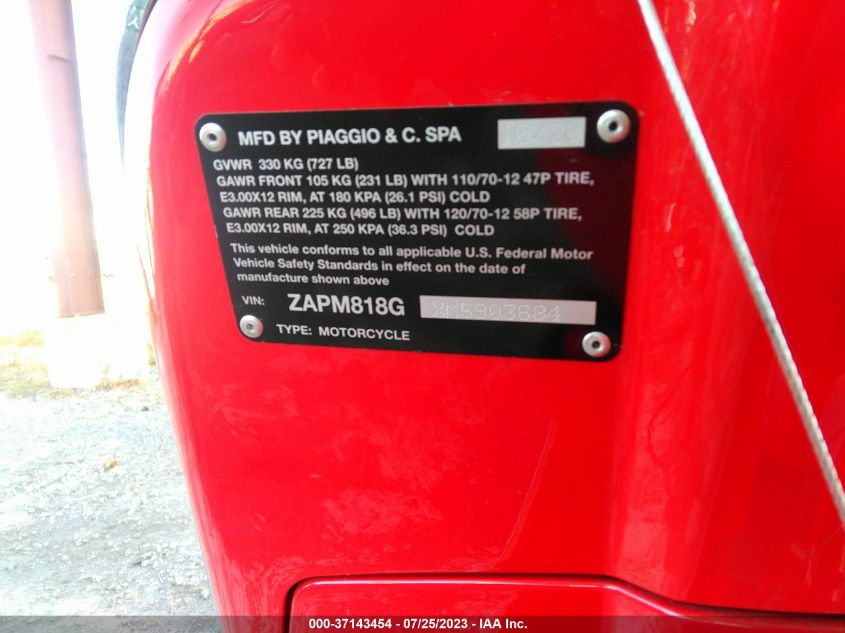 MFD BY PIAGGIO & C. SPA
GVWR 330 KG (727 LB)
GAWR FRONT 105 KG (231 LB) WITH 110/70-12 47P TIRE,
E3.00X12 RIM, AT 180 KPA (26.1 PSI) COLD
GAWR REAR 225 KG (496 LB) WITH 120/70-12 58P TIRE,
E3.00X12 RIM, AT 250 KPA (36.3 PSI) COLD
This vehicle conforms to all applicable U.S. Federal Motor
Vehicle Safety Standards in effect on the date of
manufacture shown above
VIN: ZAPM818G XM5903884
TYPE: MOTORCYCLE
000-37143454 - 07/25/2023 - IAA Inc.